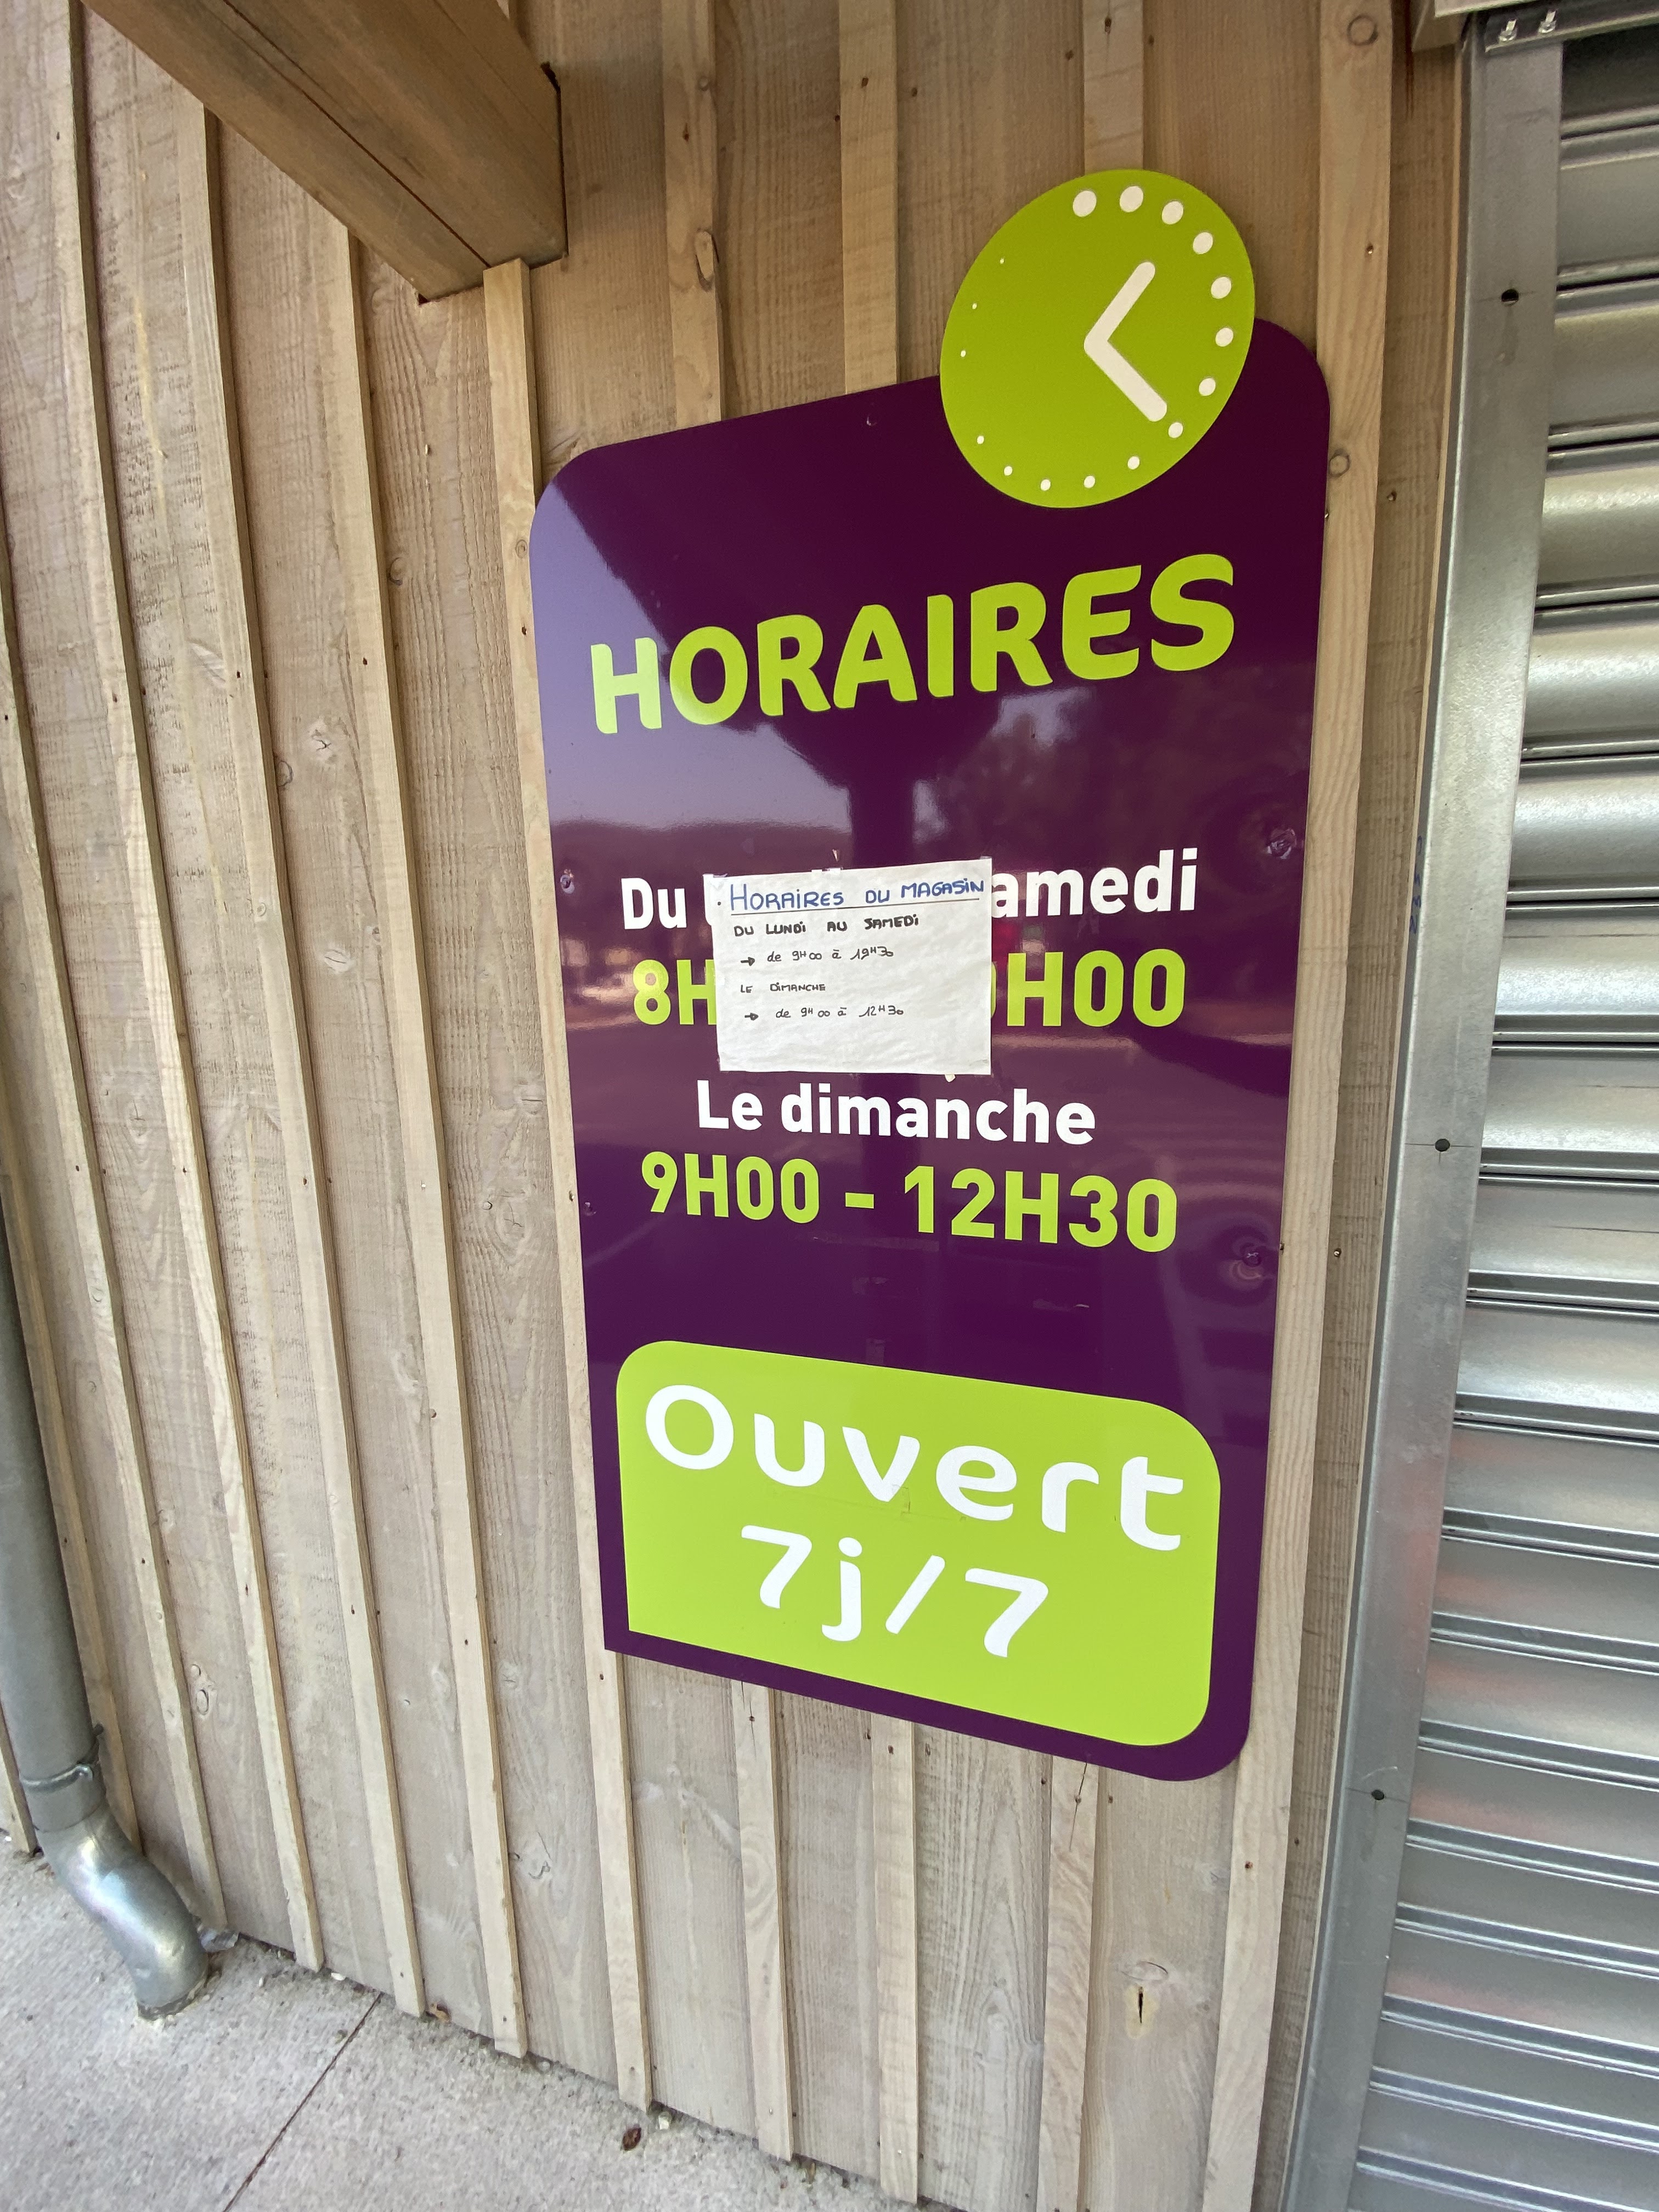 HORAIRES
Du
amedi
HORAIRES DU MAGASIN
DU LUNDI AU SAMEDI
→ de 9H00 à 19H30
LE DIMANCHE
→ de 9H00 à 12H30
8H
H00
Le dimanche
9H00 - 12H30
Ouvert
7j/7